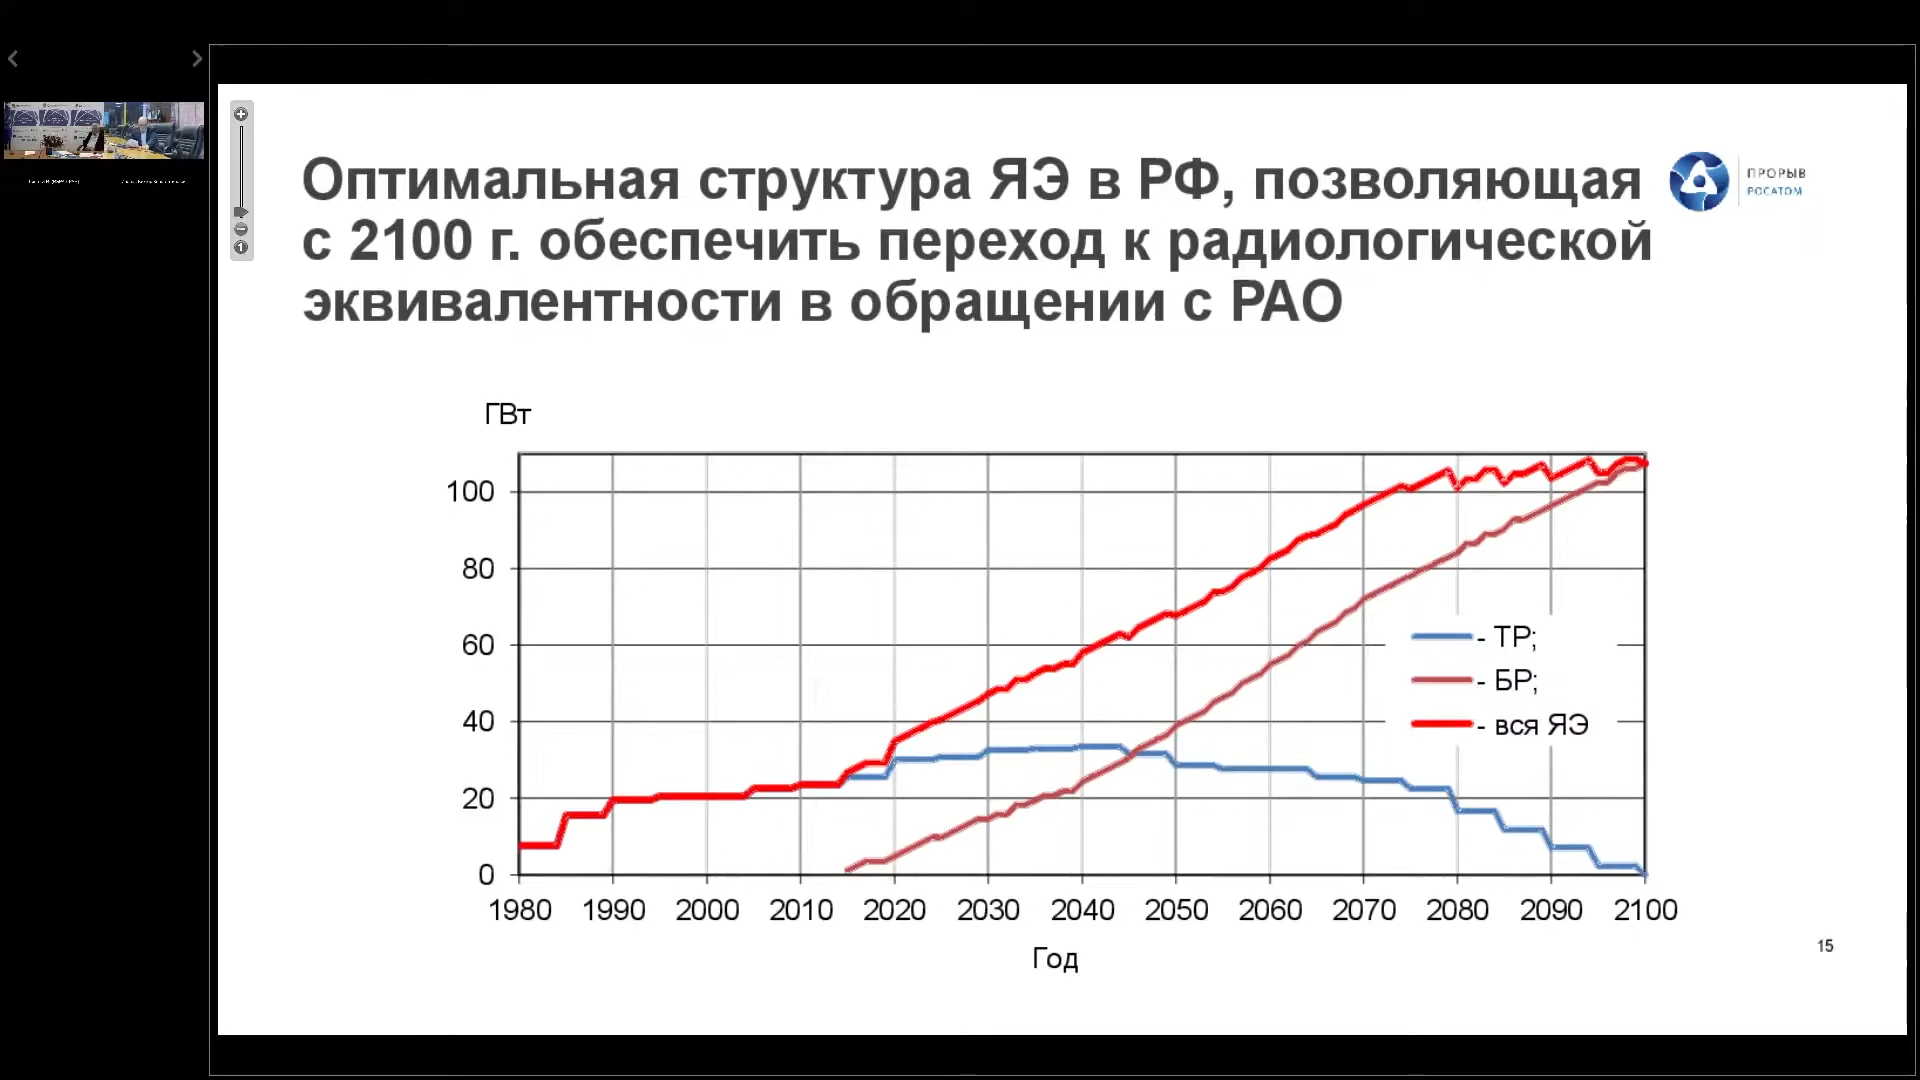 Оптимальная структура ЯЭ в РФ, позволяющая
с 2100 г. обеспечить переход к радиологической
эквивалентности в обращении с РАО
ПРОРЫВ
РОСАТОМ
ГВт
100
80
60
40
20
0
- ТР;
- БР;
- вся ЯЭ
1980 1990 2000 2010 2020 2030 2040 2050 2060 2070 2080 2090 2100
Год
15
1